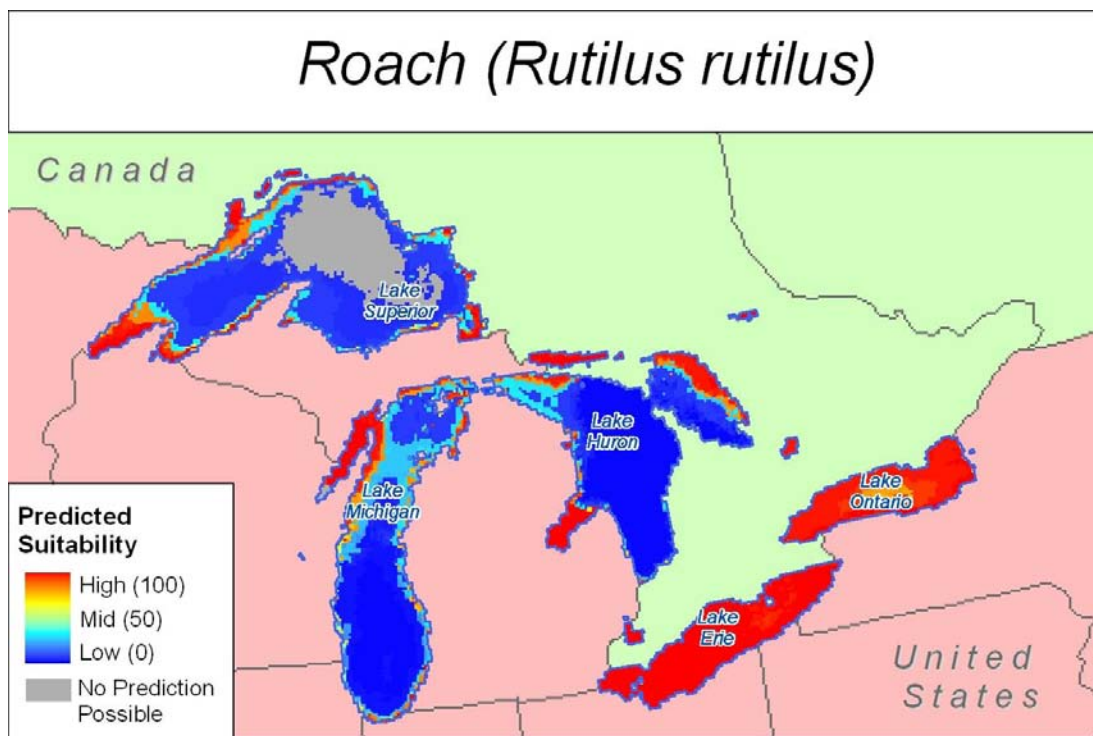 Roach (Rutilus rutilus)
Canada
Lake
Superior
Lake
Huron
Lake
Michigan
Lake
Ontario
Lake
Erie
United
States
Predicted
Suitability
High (100)
Mid (50)
Low (0)
No Prediction
Possible